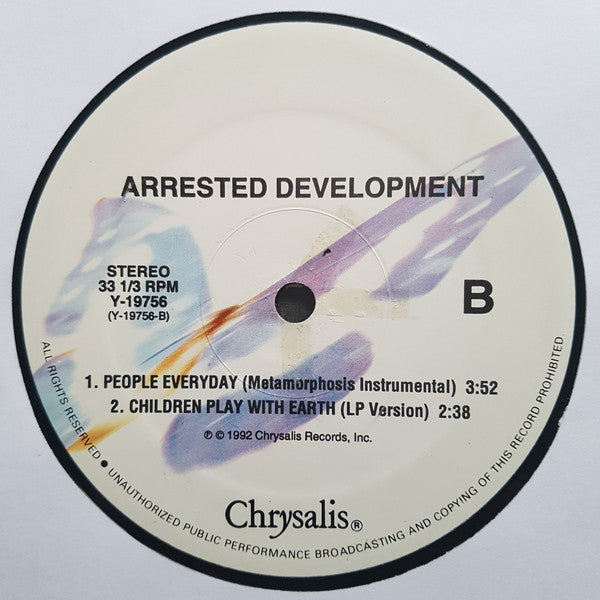 ARRESTED DEVELOPMENT
STEREO
33 1/3 RPM
Y-19756
(Y-19756-B)
B
1. PEOPLE EVERYDAY (Metamorphosis Instrumental) 3:52
2. CHILDREN PLAY WITH EARTH (LP Version) 2:38
℗ © 1992 Chrysalis Records, Inc.
Chrysalis®
ALL RIGHTS RESERVED ● UNAUTHORIZED PUBLIC PERFORMANCE BROADCASTING AND COPYING OF THIS RECORD PROHIBITED.